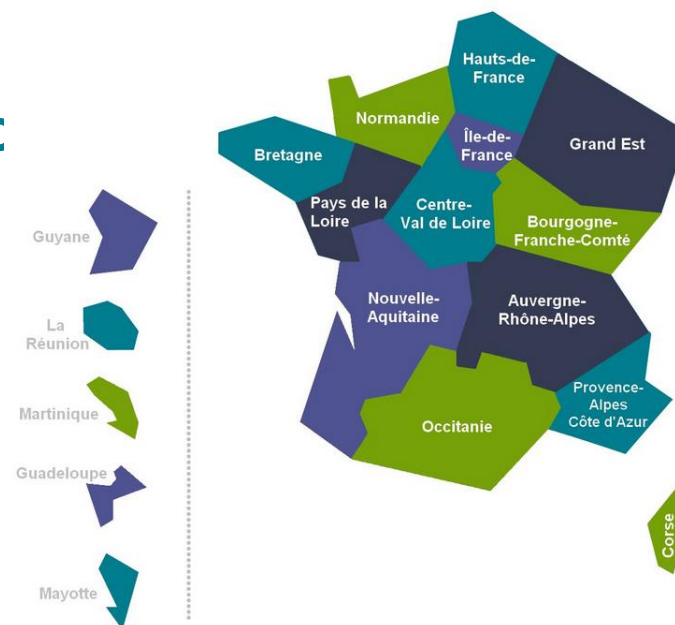 Hauts-de-
France
Normandie
Île-de-
France
Grand Est
Bretagne
Pays de la
Loire
Centre-
Val de Loire
Bourgogne-
Franche-Comté
Guyane
Nouvelle-
Aquitaine
Auvergne-
Rhône-Alpes
La
Réunion
Martinique
Provence-
Alpes
Côte d'Azur
Occitanie
Guadeloupe
Corse
Mayotte